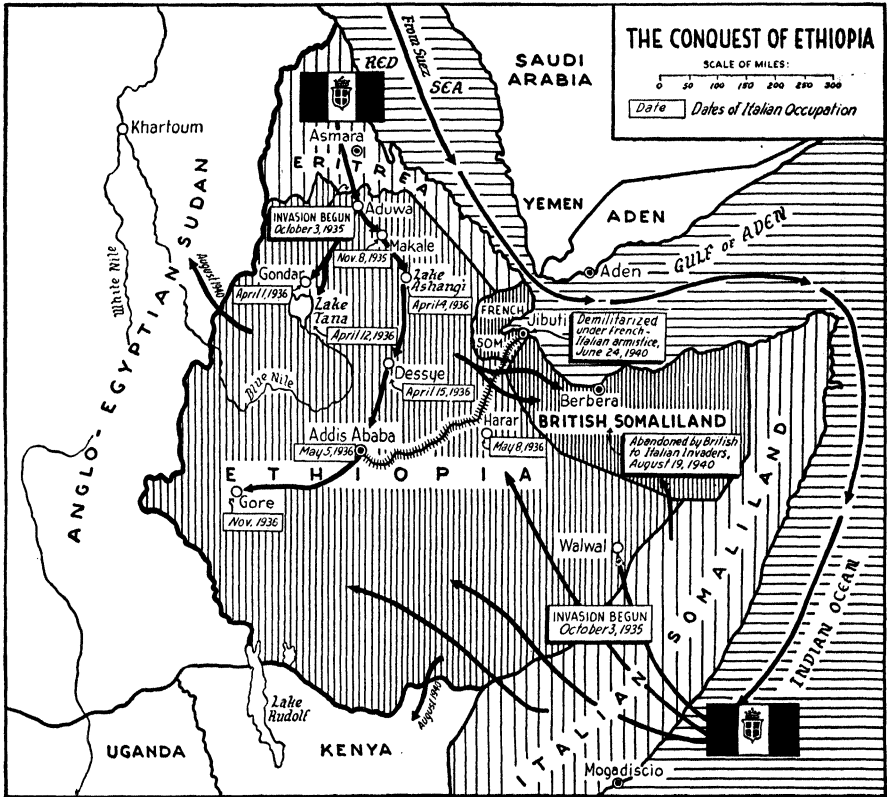 THE CONQUEST OF ETHIOPIA
SCALE OF MILES:
0 50 100 150 200 250 300
Date Dates of Italian Occupation
From Suez
RED
SEA
SAUDI
ARABIA
Khartoum
Asmara
ERITREA
YEMEN
ADEN
Aden
GULF OF ADEN
INVASION BEGUN
October 3, 1935
Aduwa
Makale
Nov. 8, 1935
Gondar
April 1, 1936
Lake
Ashangi
April 4, 1936
Lake
Tana
April 12, 1936
August 1940
White Nile
ANGLO-EGYPTIAN SUDAN
Blue Nile
FRENCH
SOM.
Jibuti
Demilitarized
under French-
Italian armistice,
June 24, 1940
Dessye
April 15, 1936
Berbera
BRITISH SOMALILAND
Abandoned by British
to Italian Invaders,
August 19, 1940
Addis Ababa
May 5, 1936
Harar
May 8, 1936
ETHIOPIA
Gore
Nov. 1936
Walwal
INVASION BEGUN
October 3, 1935
ITALIAN SOMALILAND
INDIAN OCEAN
August 1940
Lake
Rudolf
UGANDA
KENYA
Mogadiscio